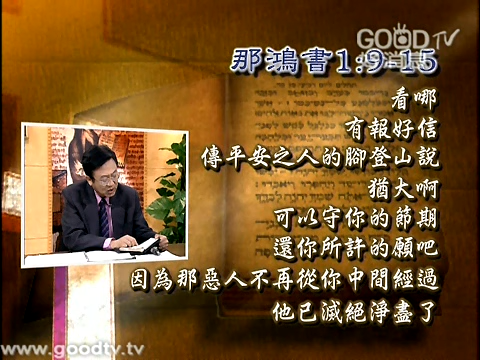 GOODTV
那鴻書1:9-15
看哪
有報好信
傳平安之人的腳登山說
猶大啊
可以守你的節期
還你所許的願吧
因為那惡人不再從你中間經過
他已滅絕淨盡了
www.goodtv.tv